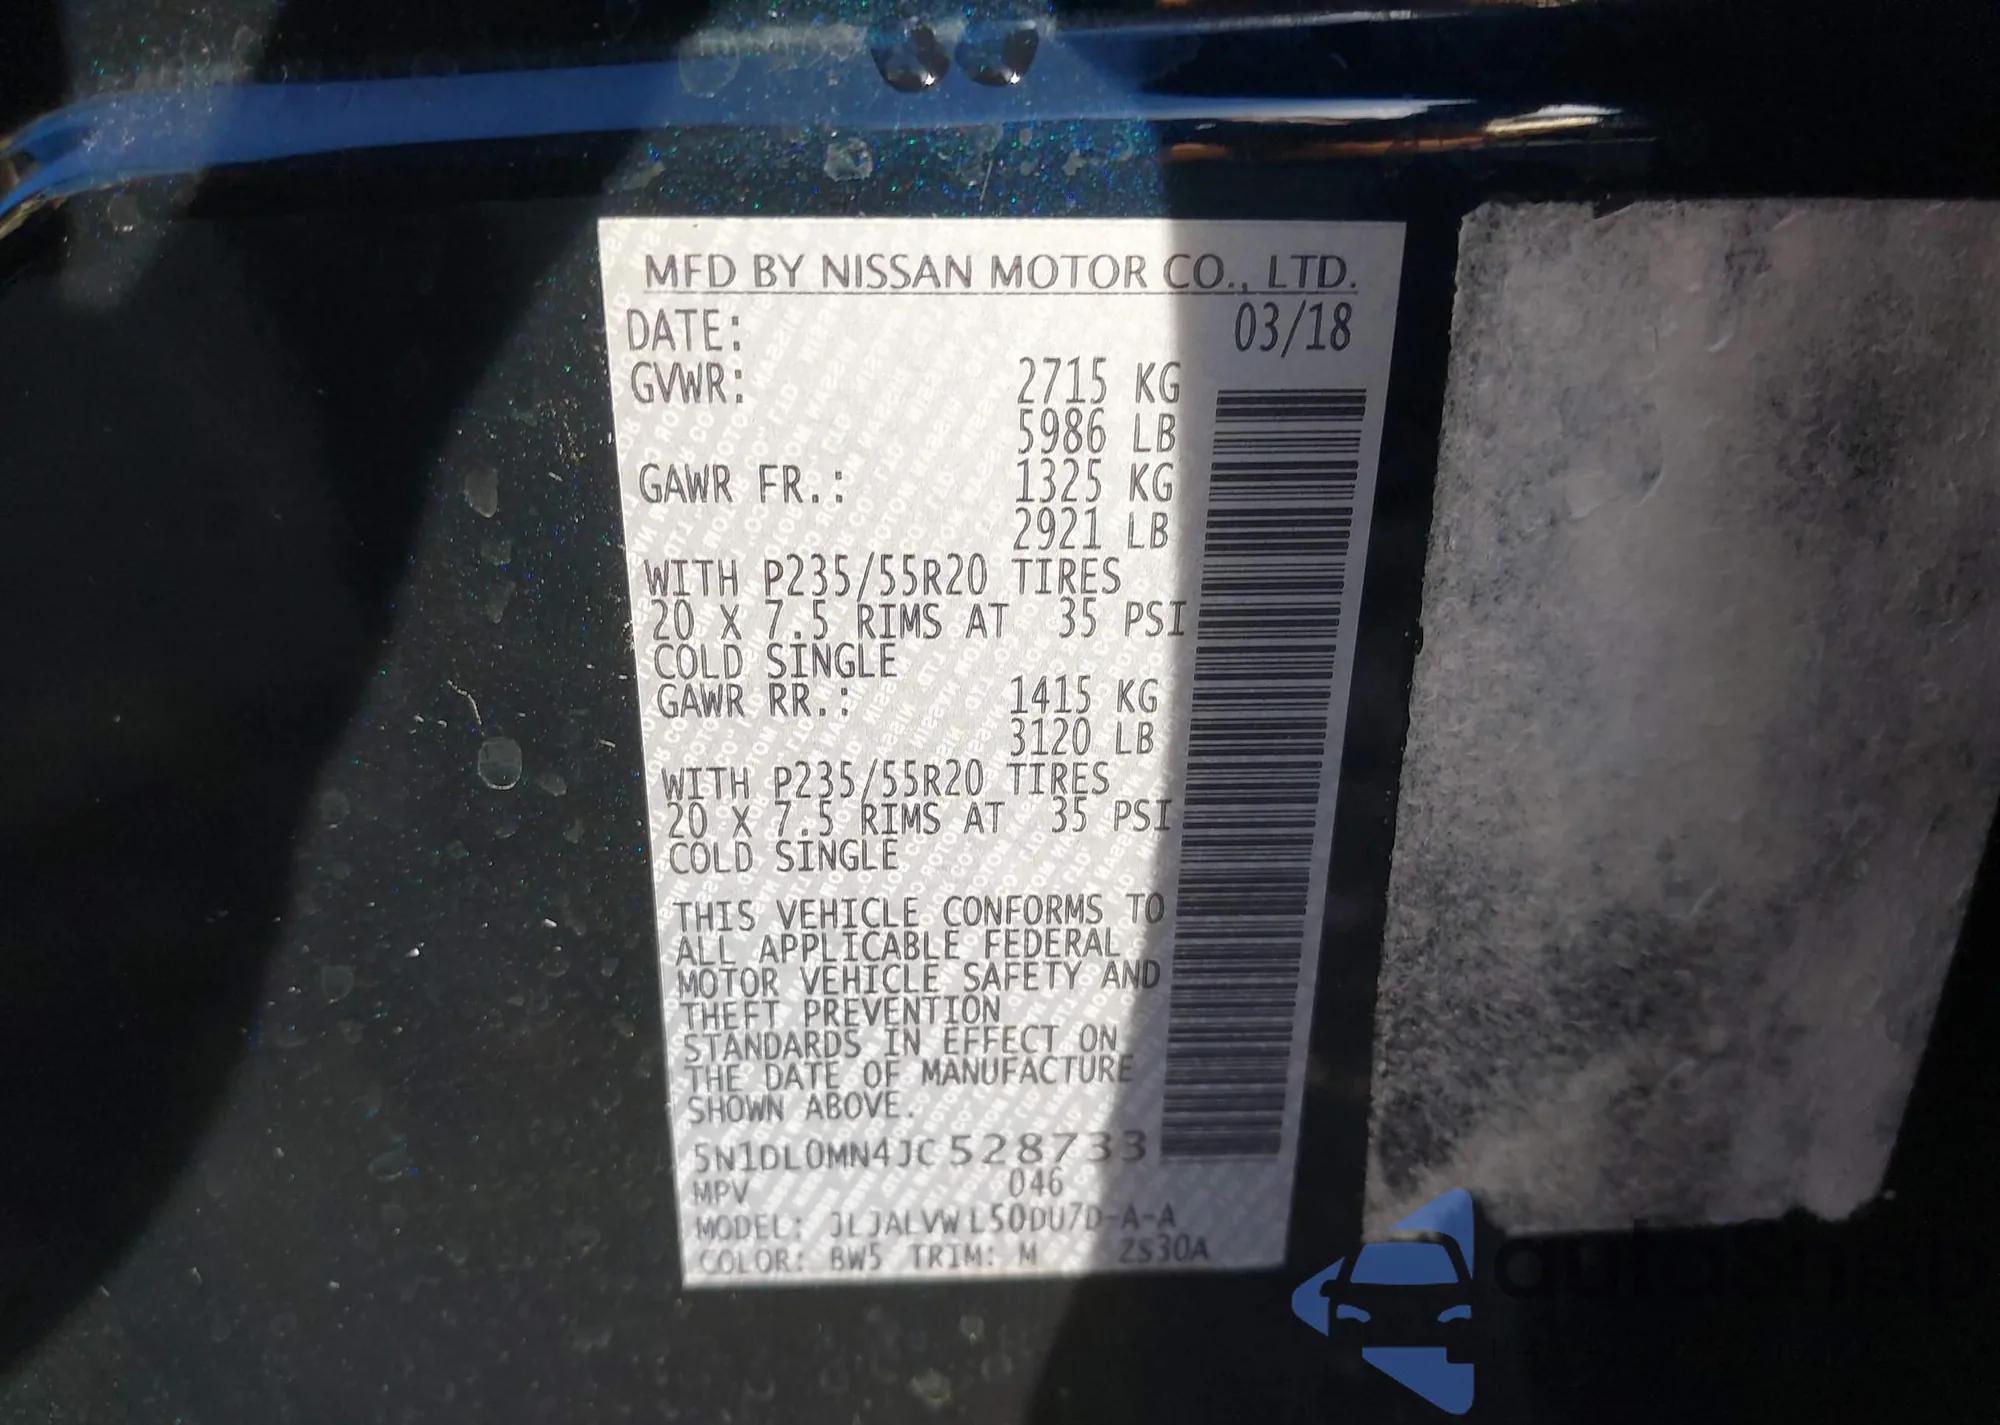 MFD BY NISSAN MOTOR CO., LTD.
DATE: 03/18
GVWR: 2715 KG
5986 LB
GAWR FR.: 1325 KG
2921 LB
WITH P235/55R20 TIRES
20 X 7.5 RIMS AT 35 PSI
COLD SINGLE
GAWR RR.: 1415 KG
3120 LB
WITH P235/55R20 TIRES
20 X 7.5 RIMS AT 35 PSI
COLD SINGLE
THIS VEHICLE CONFORMS TO
ALL APPLICABLE FEDERAL
MOTOR VEHICLE SAFETY AND
THEFT PREVENTION
STANDARDS IN EFFECT ON
THE DATE OF MANUFACTURE
SHOWN ABOVE.
5N1DL0MN4JC528733
MPV 046
MODEL: JLJALVWL50DU7D-A-A
COLOR: BW5 TRIM: M ZS30A